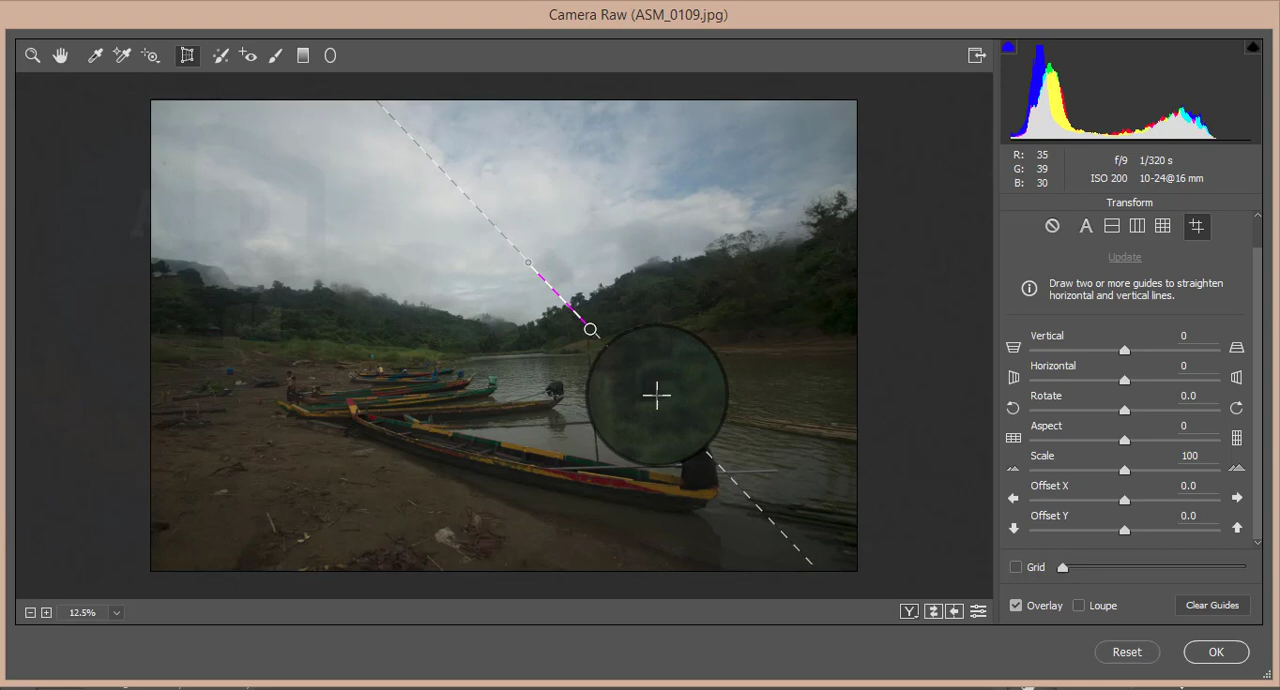 Camera Raw (ASM_0109.jpg)
R: 35
G: 39
B: 30
f/9 1/320 s
ISO 200 10-24@16 mm
Transform
A
Update
Draw two or more guides to straighten
horizontal and vertical lines.
Vertical 0
Horizontal 0
Rotate 0.0
Aspect 0
Scale 100
Offset X 0.0
Offset Y 0.0
Grid
Overlay Loupe Clear Guides
12.5% Y
Reset OK